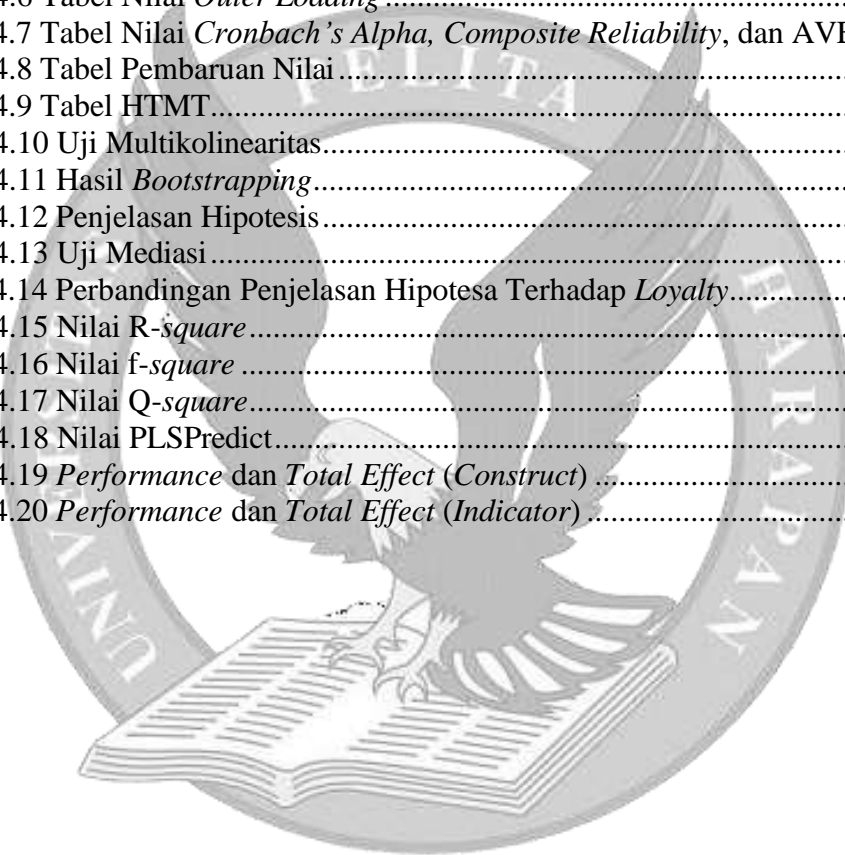 4.6 Tabel Nilai Outer Loading
4.7 Tabel Nilai Cronbach's Alpha, Composite Reliability, dan AVE
4.8 Tabel Pembaruan Nilai
4.9 Tabel HTMT
4.10 Uji Multikolinearitas
4.11 Hasil Bootstrapping
4.12 Penjelasan Hipotesis
4.13 Uji Mediasi
4.14 Perbandingan Penjelasan Hipotesa Terhadap Loyalty
4.15 Nilai R-square
4.16 Nilai f-square
4.17 Nilai Q-square
4.18 Nilai PLSPredict
4.19 Performance dan Total Effect (Construct)
4.20 Performance dan Total Effect (Indicator)
UNIVERSITAS PELITA HARAPAN